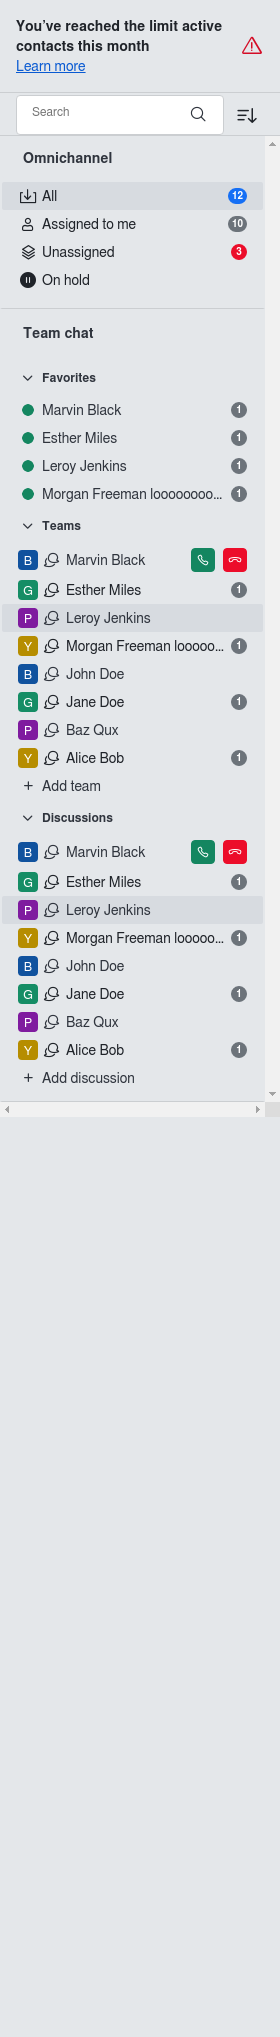 You've reached the limit active
contacts this month
Learn more
Search
Omnichannel
All 12
Assigned to me 10
Unassigned 3
On hold
Team chat
Favorites
Marvin Black 1
Esther Miles 1
Leroy Jenkins 1
Morgan Freeman loooooooo... 1
Teams
B Marvin Black
G Esther Miles 1
P Leroy Jenkins
Y Morgan Freeman looooo... 1
B John Doe
G Jane Doe 1
P Baz Qux
Y Alice Bob 1
+ Add team
Discussions
B Marvin Black
G Esther Miles 1
P Leroy Jenkins
Y Morgan Freeman looooo... 1
B John Doe
G Jane Doe 1
P Baz Qux
Y Alice Bob 1
+ Add discussion